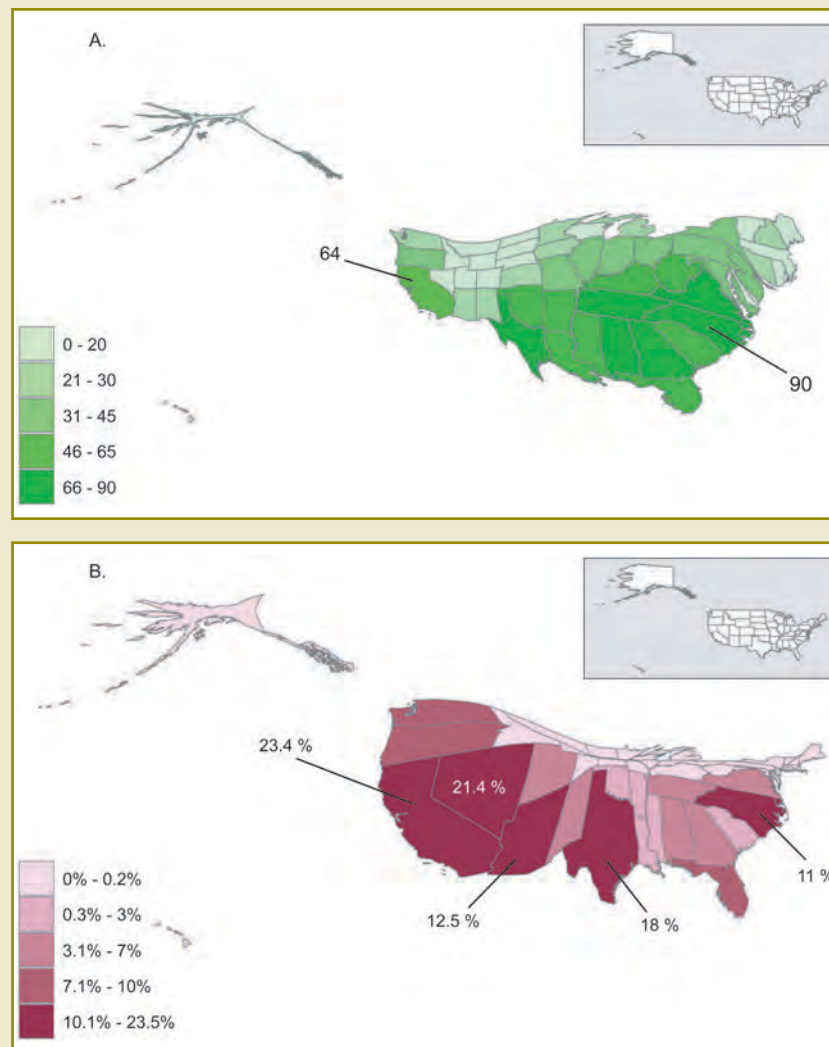 A.
64
90
0 - 20
21 - 30
31 - 45
46 - 65
66 - 90
B.
23.4 %
21.4 %
11 %
12.5 %
18 %
0% - 0.2%
0.3% - 3%
3.1% - 7%
7.1% - 10%
10.1% - 23.5%